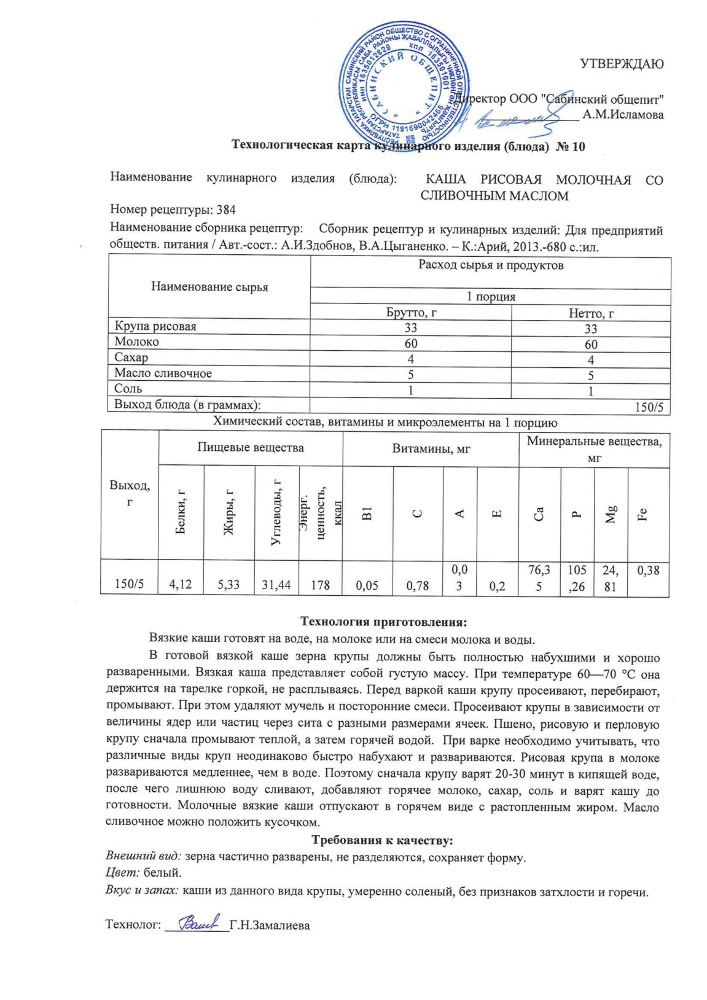 РЕСПУБЛИКА ТАТАРСТАН САБИНСКИЙ РАЙОН ОБЩЕСТВО С ОГРАНИЧЕННОЙ ОТВЕТСТВЕННОСТЬЮ
ТАТАРСТАН РЕСПУБЛИКАСЫ САБА РАЙОНЫ ҖАВАПЛЫЛЫГЫ ЧИКЛӘНГӘН ҖӘМГЫЯТЬ
ИНН 1635012629 КПП 163501001
ОГРН 1191690042466
"САБИНСКИЙ ОБЩЕПИТ"
УТВЕРЖДАЮ
Директор ООО "Сабинский общепит"
А.М.Исламова
Технологическая карта кулинарного изделия (блюда) № 10
Наименование кулинарного изделия (блюда): КАША РИСОВАЯ МОЛОЧНАЯ СО
СЛИВОЧНЫМ МАСЛОМ
Номер рецептуры: 384
Наименование сборника рецептур: Сборник рецептур и кулинарных изделий: Для предприятий
обществ. питания / Авт.-сост.: А.И.Здобнов, В.А.Цыганенко. – К.:Арий, 2013.-680 с.:ил.
Наименование сырья
Расход сырья и продуктов
1 порция
Брутто, г Нетто, г
Крупа рисовая 33 33
Молоко 60 60
Сахар 4 4
Масло сливочное 5 5
Соль 1 1
Выход блюда (в граммах): 150/5
Химический состав, витамины и микроэлементы на 1 порцию
Выход,
г
Пищевые вещества
Витамины, мг
Минеральные вещества,
мг
Белки, г
Жиры, г
Углеводы, г
Энерг.
ценность,
ккал
B1
C
A
E
Ca
P
Mg
Fe
150/5
4,12
5,33
31,44
178
0,05
0,78
0,0
3
0,2
76,3
5
105
,26
24,
81
0,38
Технология приготовления:
Вязкие каши готовят на воде, на молоке или на смеси молока и воды.
В готовой вязкой каше зерна крупы должны быть полностью набухшими и хорошо
разваренными. Вязкая каша представляет собой густую массу. При температуре 60—70 °С она
держится на тарелке горкой, не расплываясь. Перед варкой каши крупу просеивают, перебирают,
промывают. При этом удаляют мучель и посторонние смеси. Просеивают крупы в зависимости от
величины ядер или частиц через сита с разными размерами ячеек. Пшено, рисовую и перловую
крупу сначала промывают теплой, а затем горячей водой. При варке необходимо учитывать, что
различные виды круп неодинаково быстро набухают и развариваются. Рисовая крупа в молоке
развариваются медленнее, чем в воде. Поэтому сначала крупу варят 20-30 минут в кипящей воде,
после чего лишнюю воду сливают, добавляют горячее молоко, сахар, соль и варят кашу до
готовности. Молочные вязкие каши отпускают в горячем виде с растопленным жиром. Масло
сливочное можно положить кусочком.
Требования к качеству:
Внешний вид: зерна частично разварены, не разделяются, сохраняет форму.
Цвет: белый.
Вкус и запах: каши из данного вида крупы, умеренно соленый, без признаков затхлости и горечи.
Технолог: Г.Н.Замалиева